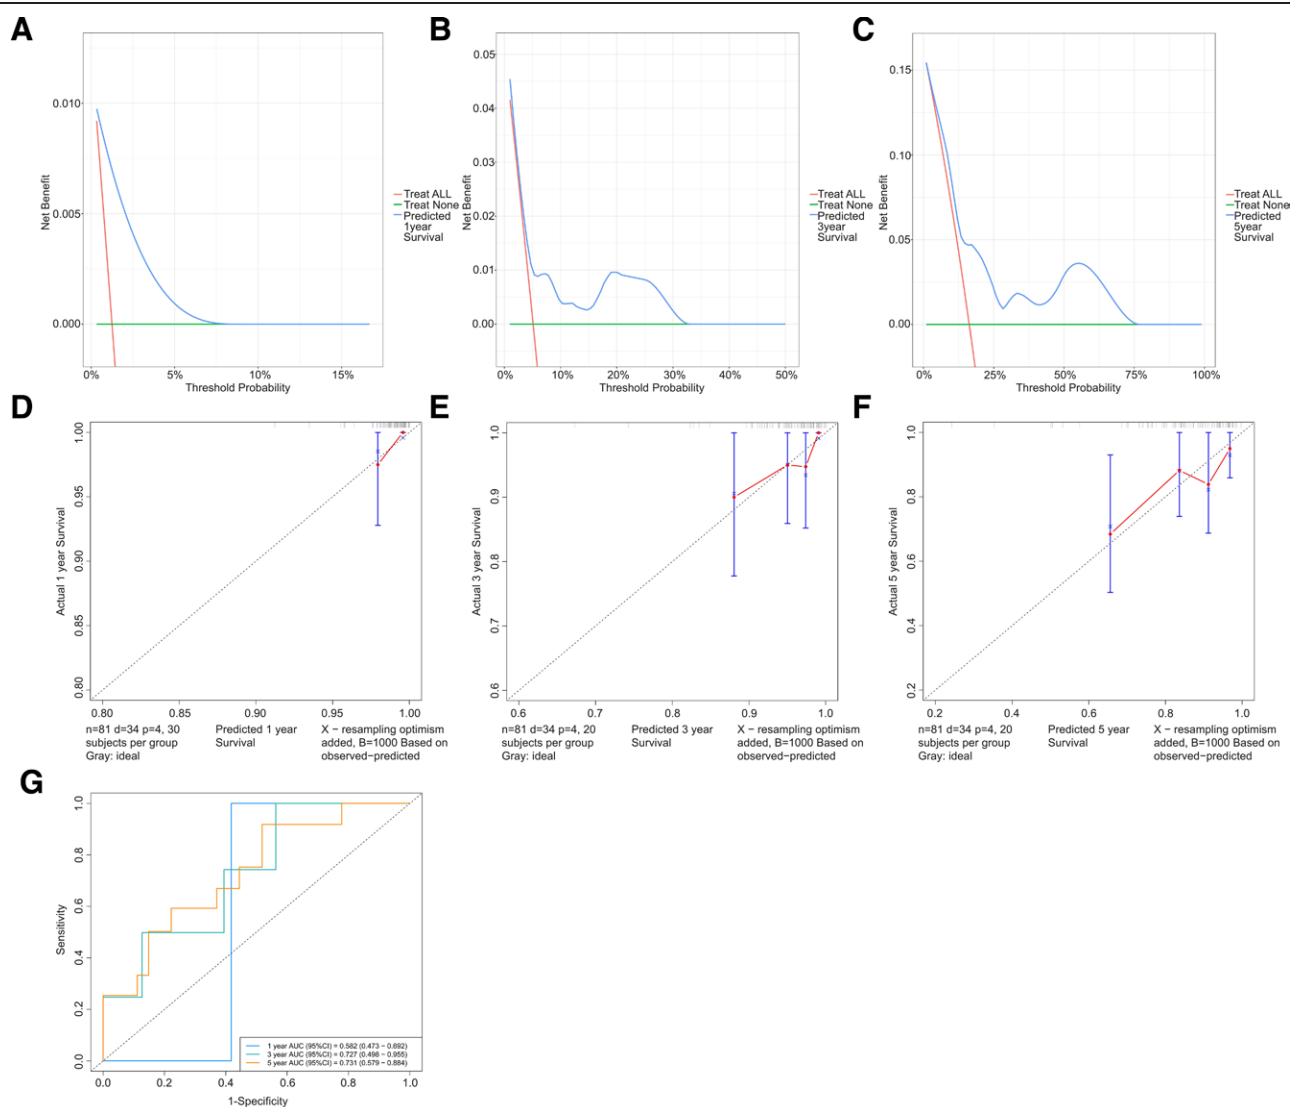 A
Net Benefit
0.010
0.005
0.000
0%
5%
10%
15%
Threshold Probability
Treat ALL
Treat None
Predicted
1year
Survival
B
Net Benefit
0.05
0.04
0.03
0.02
0.01
0.00
0%
10%
20%
30%
40%
50%
Threshold Probability
Treat ALL
Treat None
Predicted
3year
Survival
C
Net Benefit
0.15
0.10
0.05
0.00
0%
25%
50%
75%
100%
Threshold Probability
Treat ALL
Treat None
Predicted
5year
Survival
D
Actual 1 year Survival
1.00
0.95
0.90
0.85
0.80
0.80
0.85
0.90
0.95
1.00
n=81 d=34 p=4, 30
subjects per group
Gray: ideal
Predicted 1 year
Survival
X − resampling optimism
added, B=1000 Based on
observed−predicted
E
Actual 3 year Survival
1.0
0.9
0.8
0.7
0.6
0.6
0.7
0.8
0.9
1.0
n=81 d=34 p=4, 20
subjects per group
Gray: ideal
Predicted 3 year
Survival
X − resampling optimism
added, B=1000 Based on
observed−predicted
F
Actual 5 year Survival
1.0
0.8
0.6
0.4
0.2
0.2
0.4
0.6
0.8
1.0
n=81 d=34 p=4, 20
subjects per group
Gray: ideal
Predicted 5 year
Survival
X − resampling optimism
added, B=1000 Based on
observed−predicted
G
Sensitivity
1.0
0.8
0.6
0.4
0.2
0.0
0.0
0.2
0.4
0.6
0.8
1.0
1-Specificity
1 year AUC (95%CI) = 0.582 (0.473 − 0.692)
3 year AUC (95%CI) = 0.727 (0.498 − 0.955)
5 year AUC (95%CI) = 0.731 (0.579 − 0.884)